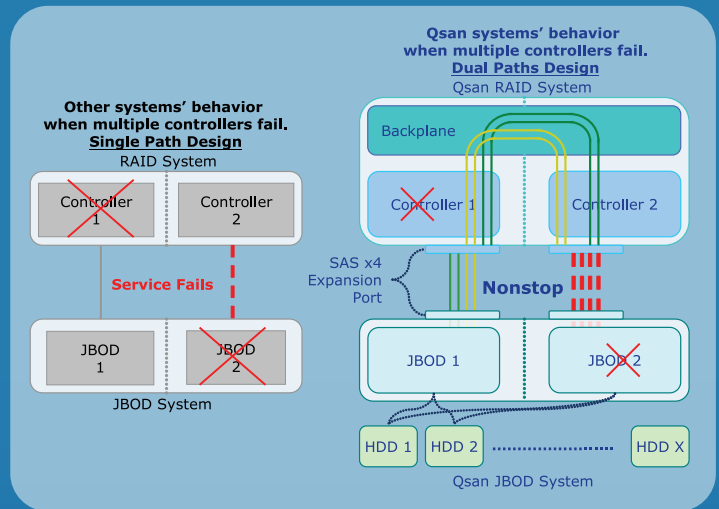 Other systems' behavior
when multiple controllers fail.
Single Path Design
RAID System
Controller
1
Controller
2
Service Fails
JBOD
1
JBOD
2
JBOD System
Qsan systems' behavior
when multiple controllers fail.
Dual Paths Design
Qsan RAID System
Backplane
Controller 1
Controller 2
SAS x4
Expansion
Port
Nonstop
JBOD 1
JBOD 2
HDD 1
HDD 2
HDD X
Qsan JBOD System